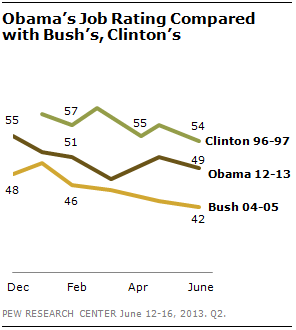 Obama's Job Rating Compared
with Bush's, Clinton's
57
55
55
54
Clinton 96-97
51
49
Obama 12-13
48
46
42
Bush 04-05
Dec Feb Apr June
PEW RESEARCH CENTER June 12-16, 2013. Q2.